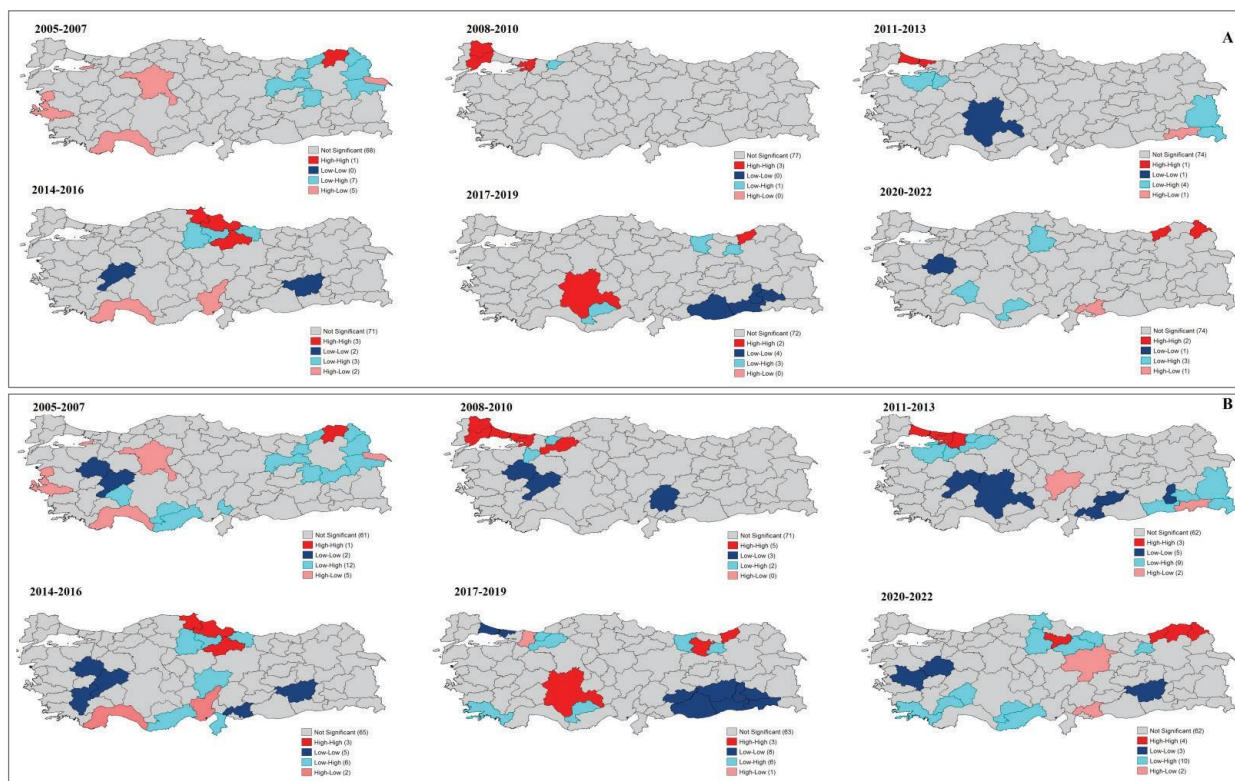 A
2005-2007
Not Significant (68)
High-High (1)
Low-Low (0)
Low-High (7)
High-Low (5)
2008-2010
Not Significant (77)
High-High (3)
Low-Low (0)
Low-High (1)
High-Low (0)
2011-2013
Not Significant (74)
High-High (1)
Low-Low (1)
Low-High (4)
High-Low (1)
2014-2016
Not Significant (71)
High-High (3)
Low-Low (2)
Low-High (3)
High-Low (2)
2017-2019
Not Significant (72)
High-High (2)
Low-Low (4)
Low-High (3)
High-Low (0)
2020-2022
Not Significant (74)
High-High (2)
Low-Low (1)
Low-High (3)
High-Low (1)
B
2005-2007
Not Significant (61)
High-High (1)
Low-Low (2)
Low-High (12)
High-Low (5)
2008-2010
Not Significant (71)
High-High (5)
Low-Low (3)
Low-High (2)
High-Low (0)
2011-2013
Not Significant (62)
High-High (3)
Low-Low (5)
Low-High (9)
High-Low (2)
2014-2016
Not Significant (65)
High-High (3)
Low-Low (5)
Low-High (6)
High-Low (2)
2017-2019
Not Significant (63)
High-High (3)
Low-Low (8)
Low-High (6)
High-Low (1)
2020-2022
Not Significant (62)
High-High (4)
Low-Low (3)
Low-High (10)
High-Low (2)